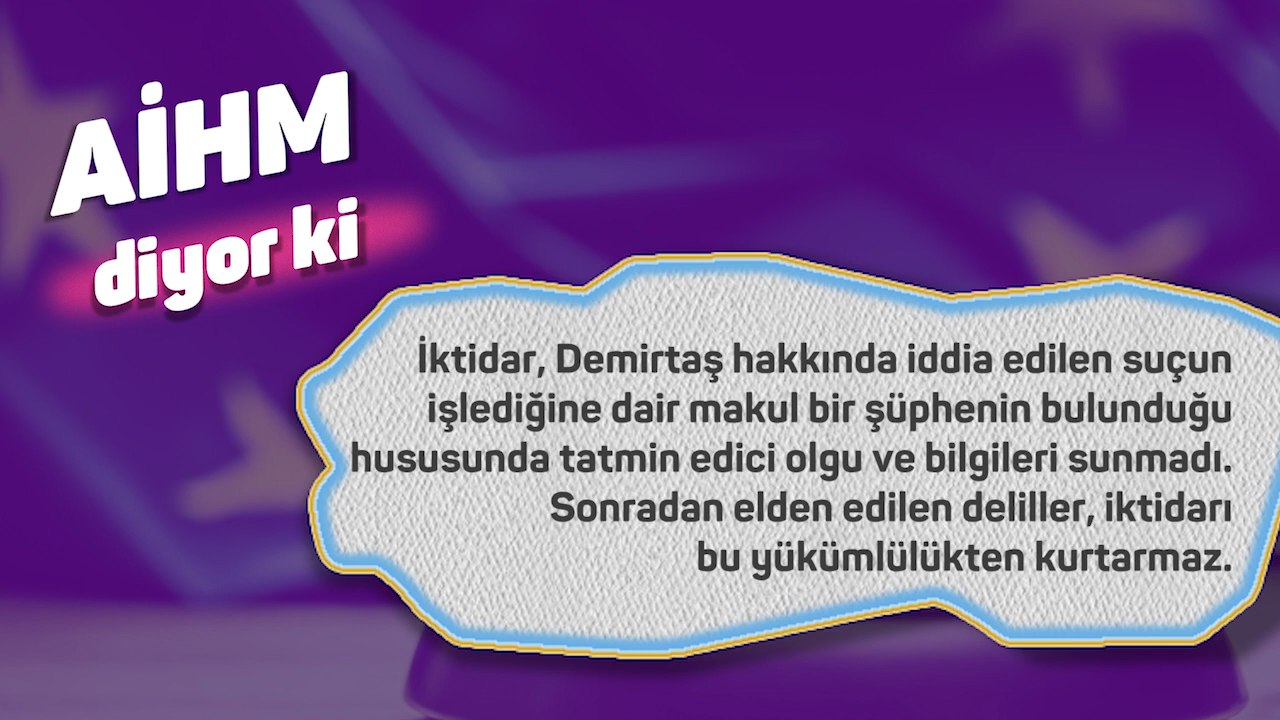 AİHM
diyor ki
İktidar, Demirtaş hakkında iddia edilen suçun
işlediğine dair makul bir şüphenin bulunduğu
hususunda tatmin edici olgu ve bilgileri sunmadı.
Sonradan elden edilen deliller, iktidarı
bu yükümlülükten kurtarmaz.